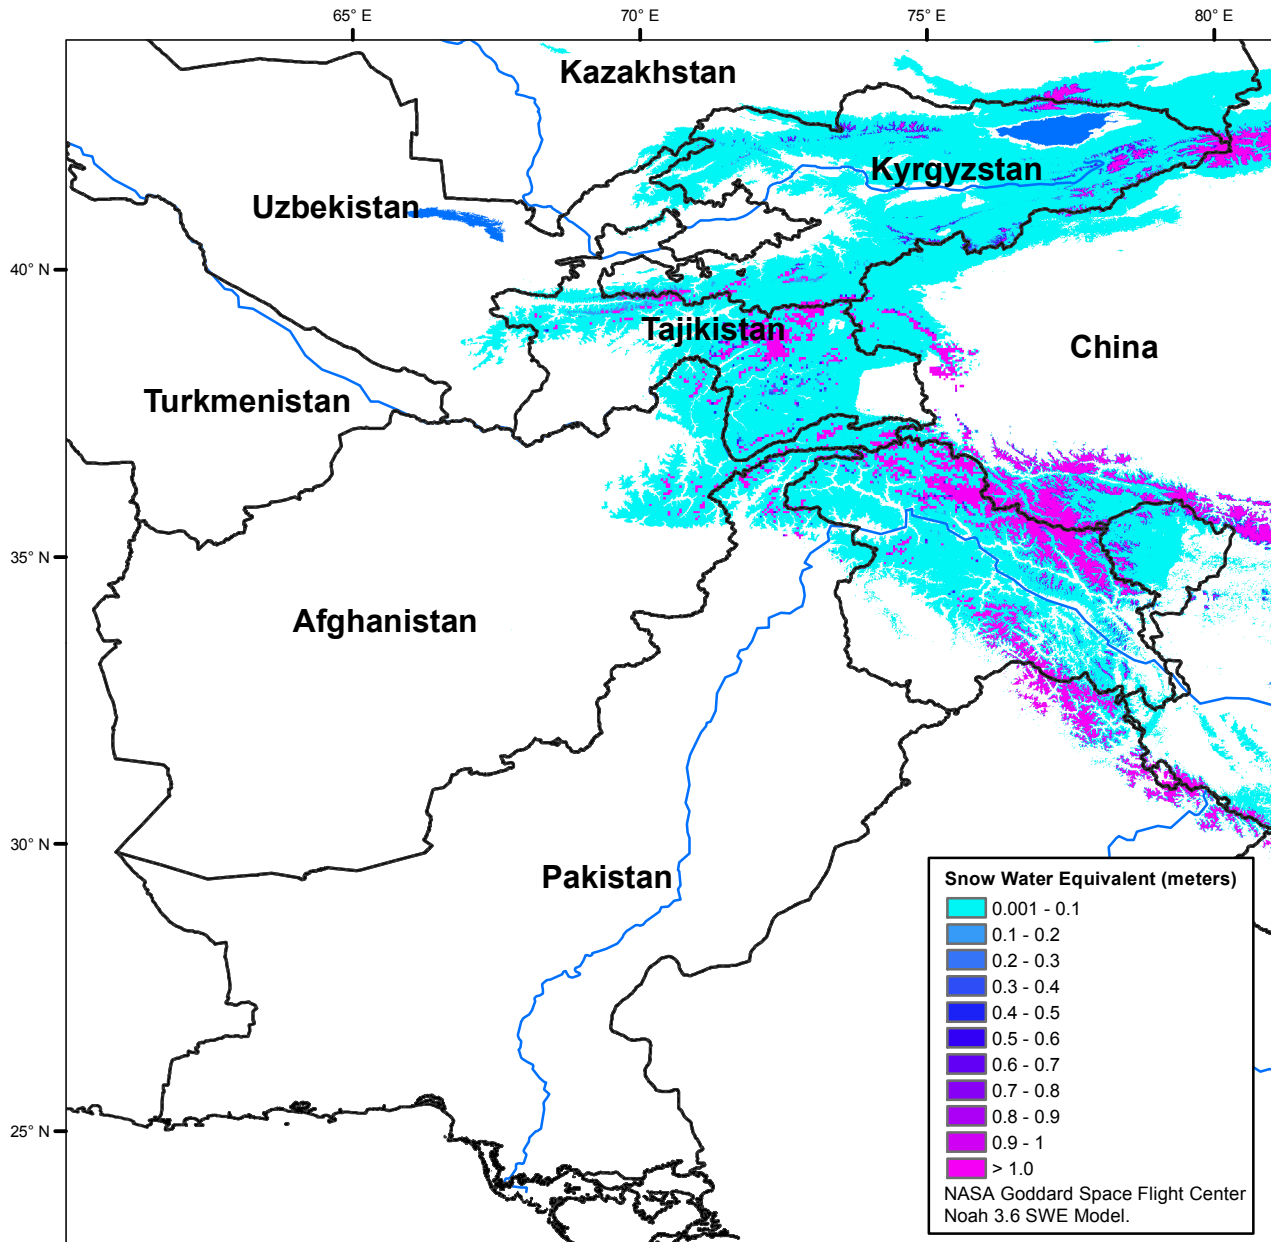 65° E
70° E
75° E
80° E
Kazakhstan
Kyrgyzstan
Uzbekistan
40° N
Tajikistan
China
Turkmenistan
35° N
Afghanistan
30° N
Pakistan
Snow Water Equivalent (meters)
0.001 - 0.1
0.1 - 0.2
0.2 - 0.3
0.3 - 0.4
0.4 - 0.5
0.5 - 0.6
0.6 - 0.7
0.7 - 0.8
0.8 - 0.9
0.9 - 1
> 1.0
25° N
NASA Goddard Space Flight Center
Noah 3.6 SWE Model.